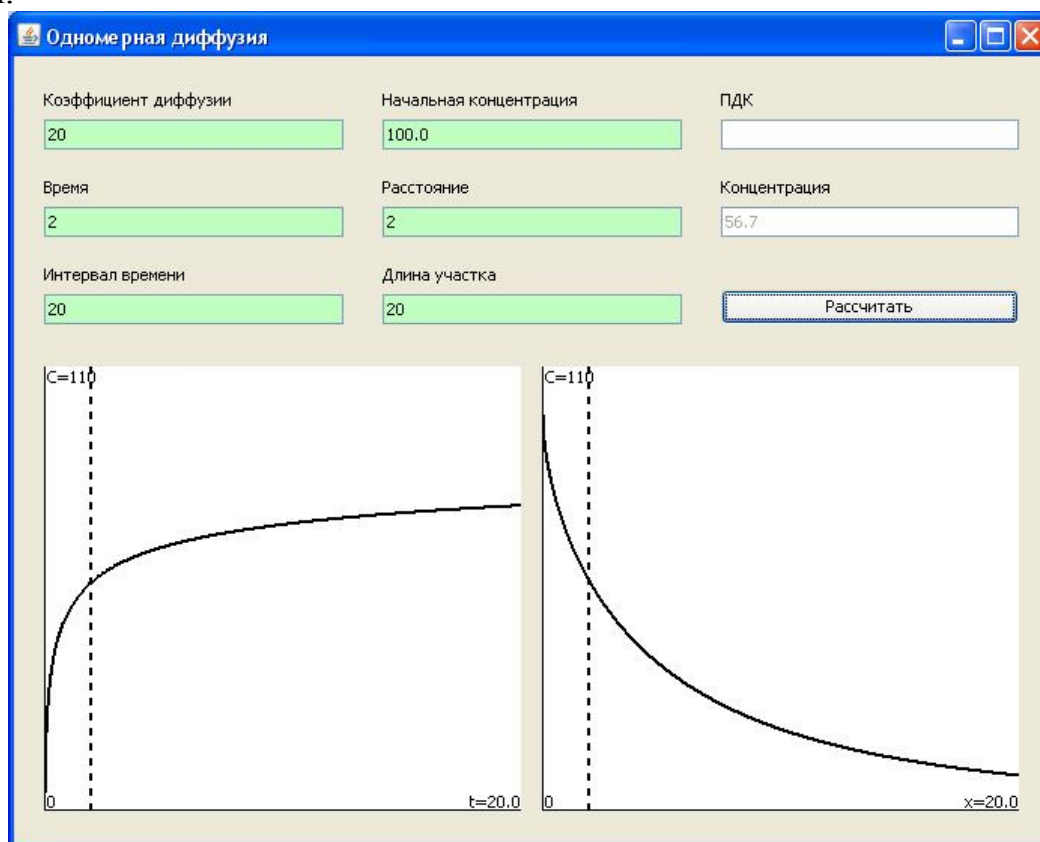 Одномерная диффузия
Коэффициент диффузии
Начальная концентрация
ПДК
20
100.0
Время
Расстояние
Концентрация
2
2
56.7
Интервал времени
Длина участка
20
20
Рассчитать
C=110
C=110
0
t=20.0
0
x=20.0